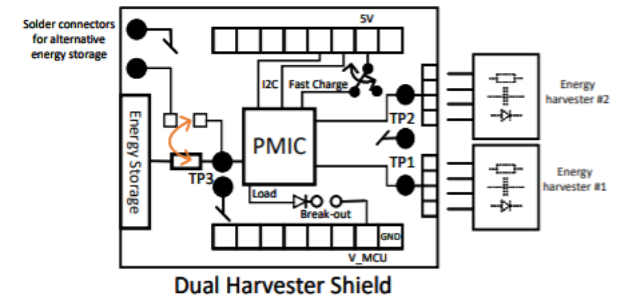 Solder connectors
for alternative
energy storage
5V
I2C
Fast Charge
Energy
harvester #2
TP2
Energy Storage
PMIC
TP1
TP3
Energy
harvester #1
Load
Break-out
GND
V_MCU
Dual Harvester Shield